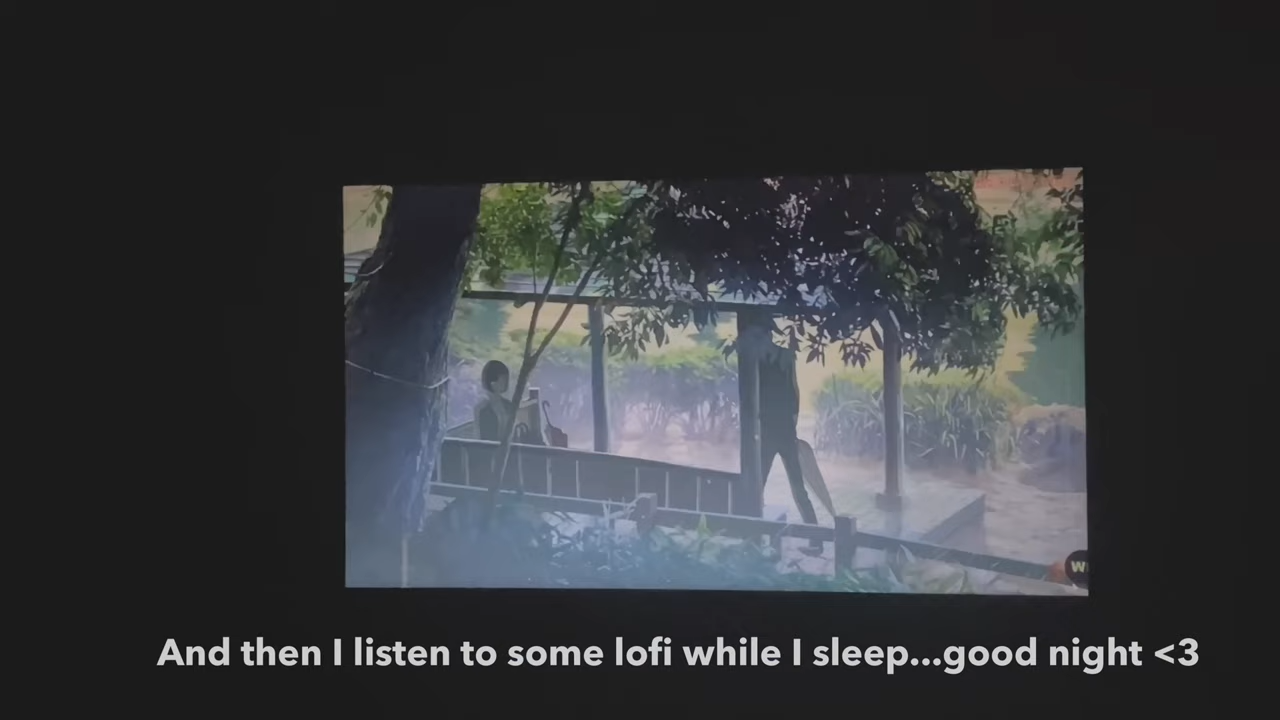 W
And then I listen to some lofi while I sleep...good night <3